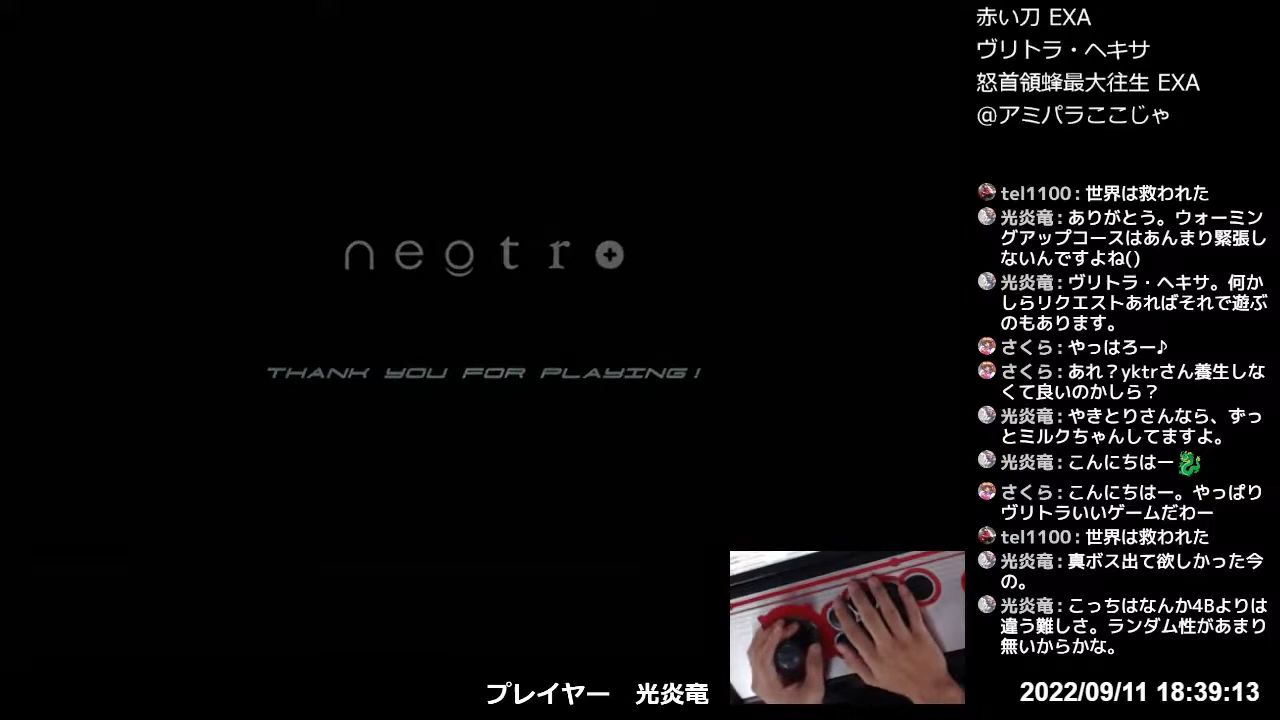 赤い刀 EXA
ヴリトラ・ヘキサ
怒首領蜂最大往生 EXA
@アミパラここじゃ
neotro
THANK YOU FOR PLAYING!
tel1100 : 世界は救われた
光炎竜 : ありがとう。ウォーミン
グアップコースはあんまり緊張し
ないんですよね()
光炎竜 : ヴリトラ・ヘキサ。何か
しらリクエストあればそれで遊ぶ
のもあります。
さくら : やっはろー♪
さくら : あれ？yktrさん養生しな
くて良いのかしら？
光炎竜 : やきとりさんなら、ずっ
とミルクちゃんしてますよ。
光炎竜 : こんにちはー
さくら : こんにちはー。やっぱり
ヴリトラいいゲームだわー
tel1100 : 世界は救われた
光炎竜 : 真ボス出て欲しかった今
の。
光炎竜 : こっちはなんか4Bよりは
違う難しさ。ランダム性があまり
無いからかな。
プレイヤー　光炎竜
2022/09/11 18:39:13